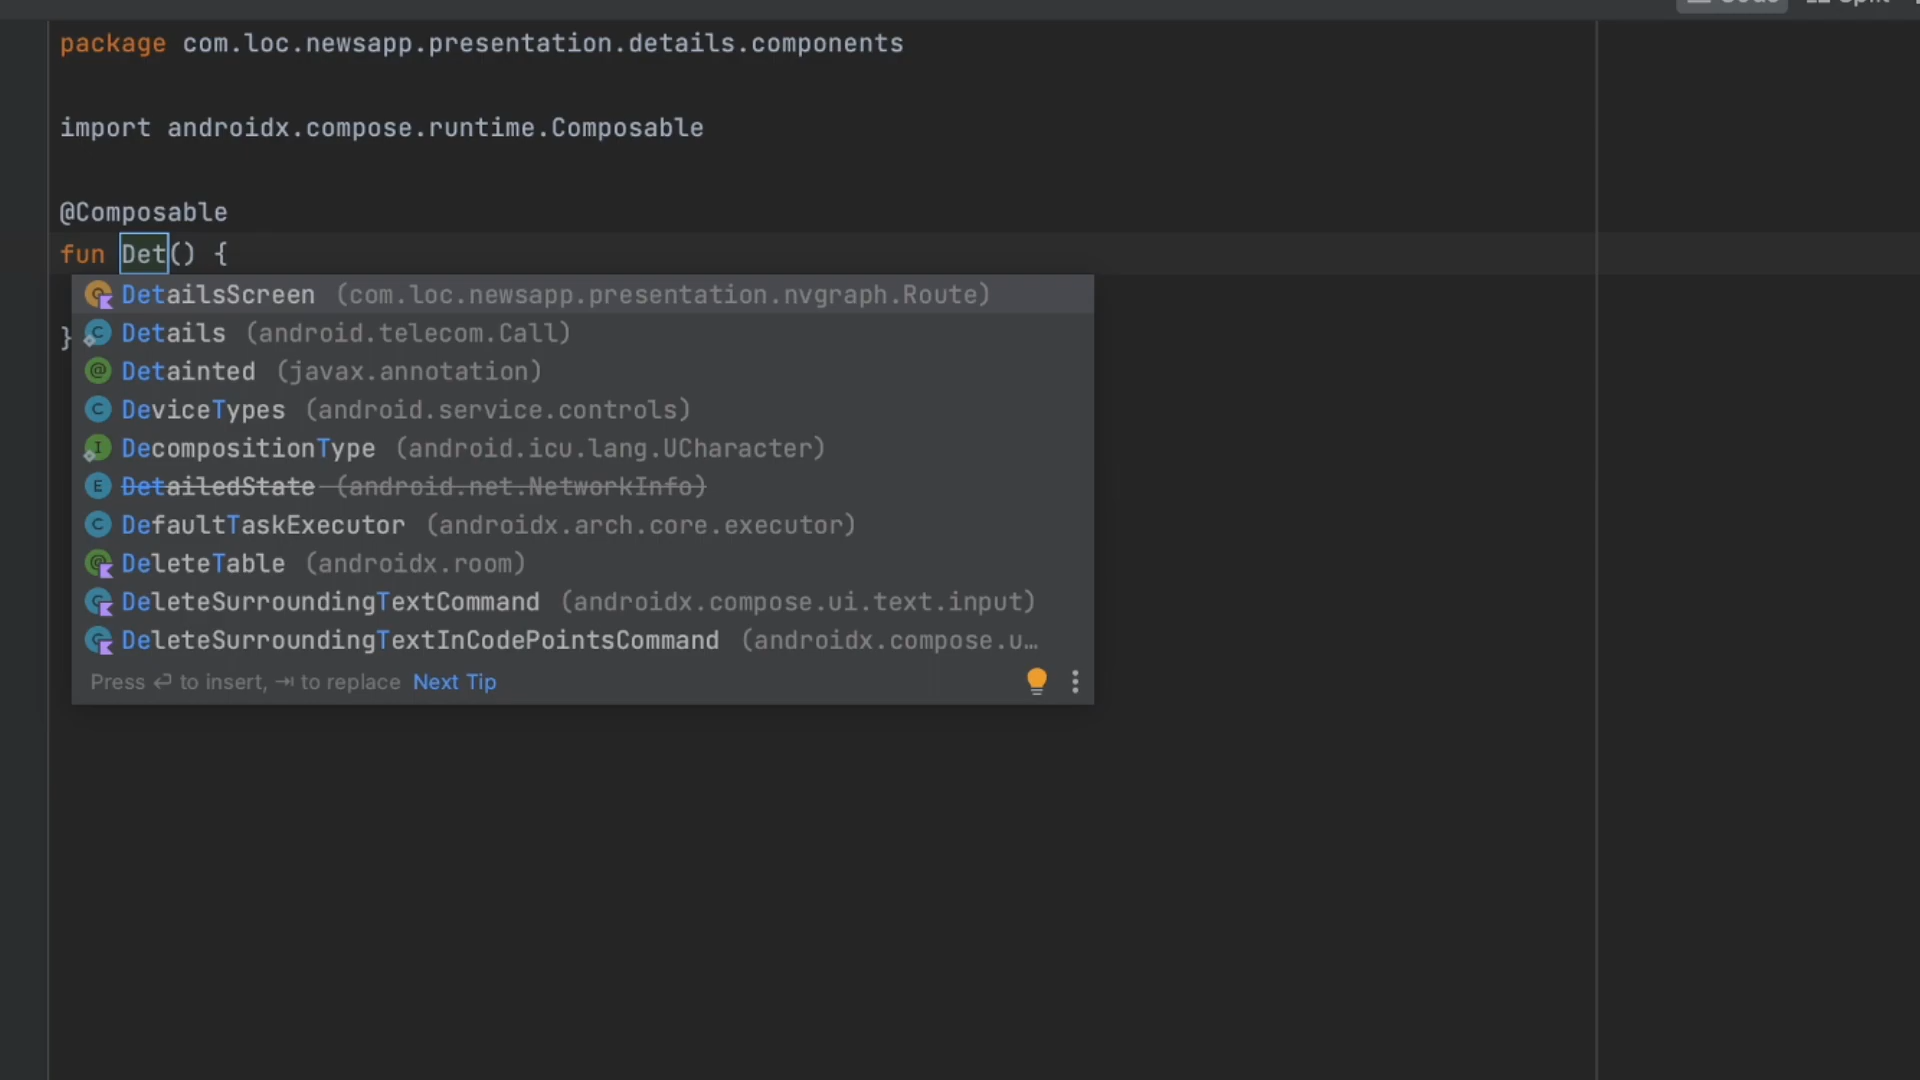 package com.loc.newsapp.presentation.details.components
import androidx.compose.runtime.Composable
@Composable
fun Det() {
DetailsScreen (com.loc.newsapp.presentation.nvgraph.Route)
Details (android.telecom.Call)
}
Detainted (javax.annotation)
DeviceTypes (android.service.controls)
DecompositionType (android.icu.lang.UCharacter)
DetailedState (android.net.NetworkInfo)
DefaultTaskExecutor (androidx.arch.core.executor)
DeleteTable (androidx.room)
DeleteSurroundingTextCommand (androidx.compose.ui.text.input)
DeleteSurroundingTextInCodePointsCommand (androidx.compose.u…
Press ↵ to insert, ⇥ to replace Next Tip